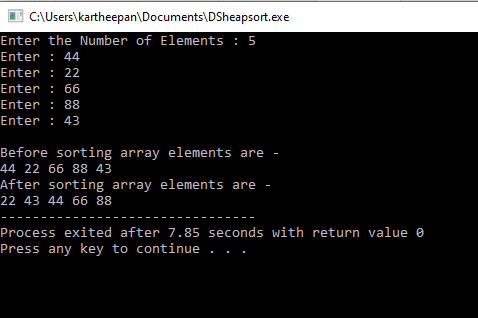 C:\Users\kartheepan\Documents\DSheapsort.exe
Enter the Number of Elements : 5
Enter : 44
Enter : 22
Enter : 66
Enter : 88
Enter : 43
Before sorting array elements are -
44 22 66 88 43
After sorting array elements are -
22 43 44 66 88
--------------------------------
Process exited after 7.85 seconds with return value 0
Press any key to continue . . .